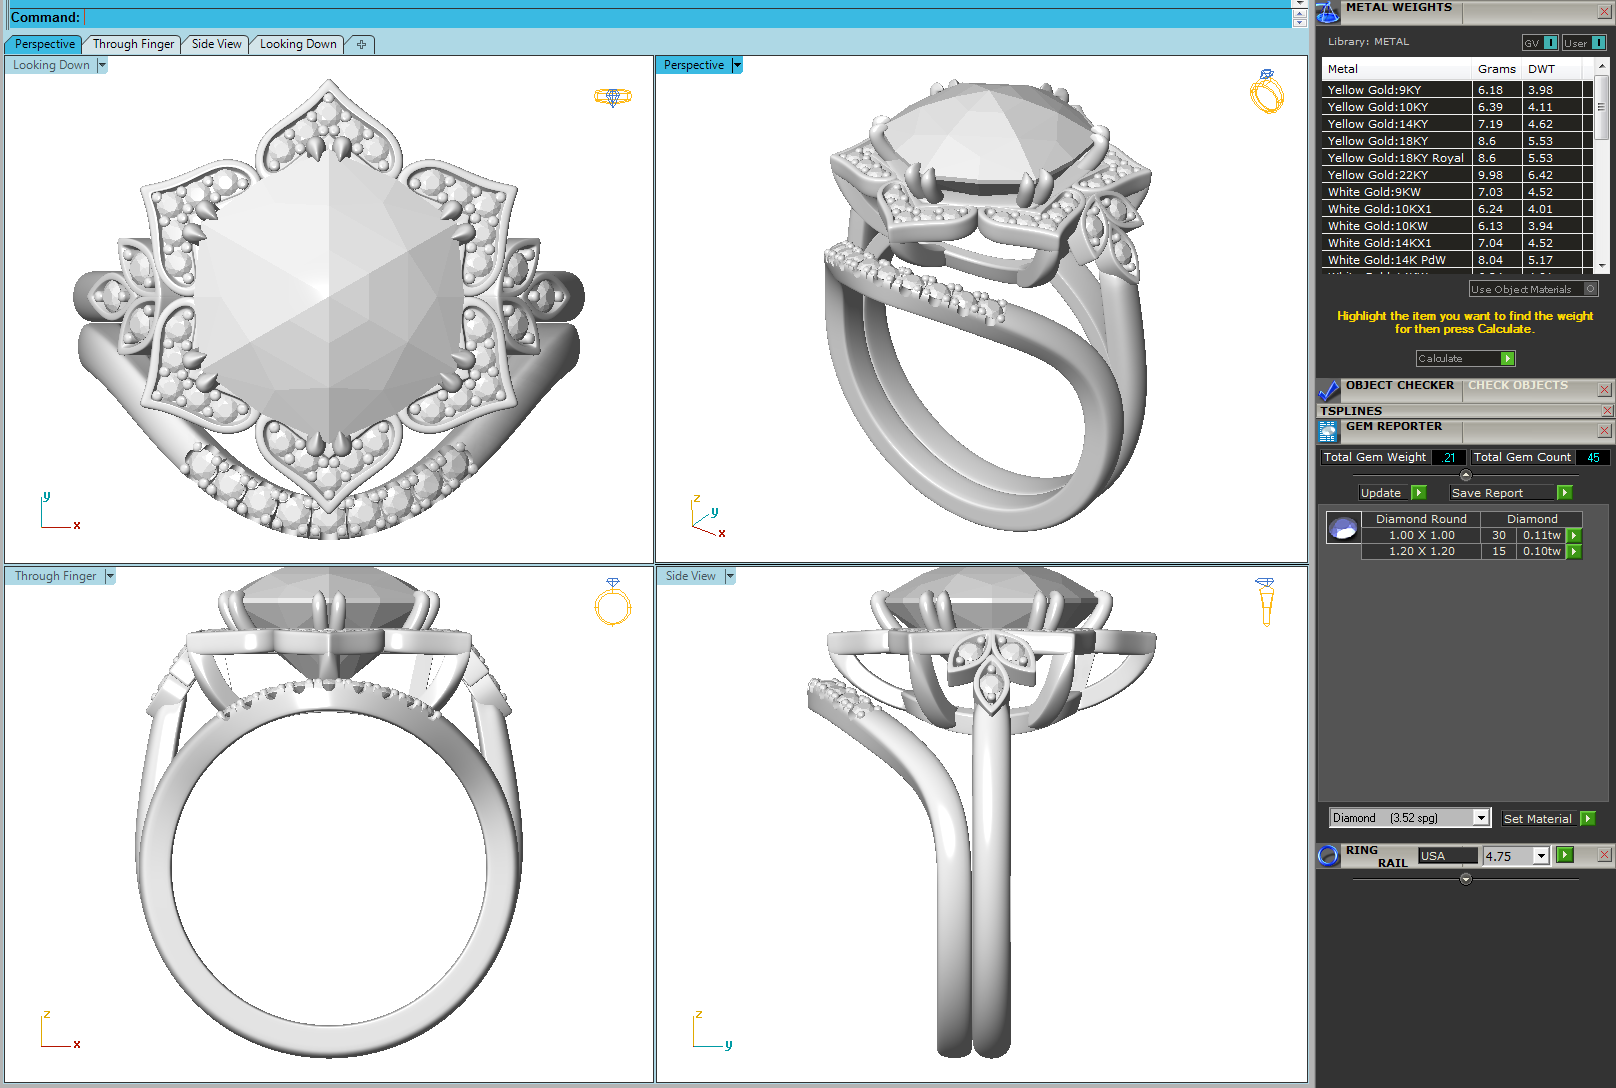 Command:
Perspective Through Finger Side View Looking Down
Looking Down
Perspective
y
x
z
y
x
Through Finger
Side View
z
x
z
y
METAL WEIGHTS
Library: METAL
GV I User I
Metal Grams DWT
Yellow Gold:9KY 6.18 3.98
Yellow Gold:10KY 6.39 4.11
Yellow Gold:14KY 7.19 4.62
Yellow Gold:18KY 8.6 5.53
Yellow Gold:18KY Royal 8.6 5.53
Yellow Gold:22KY 9.98 6.42
White Gold:9KW 7.03 4.52
White Gold:10KX1 6.24 4.01
White Gold:10KW 6.13 3.94
White Gold:14KX1 7.04 4.52
White Gold:14K PdW 8.04 5.17
Use Object Materials O
Highlight the item you want to find the weight
for then press Calculate.
Calculate
OBJECT CHECKER CHECK OBJECTS
TSPLINES
GEM REPORTER
Total Gem Weight .21 Total Gem Count 45
Update Save Report
Diamond Round Diamond
1.00 X 1.00 30 0.11tw
1.20 X 1.20 15 0.10tw
Diamond (3.52 spg) Set Material
RING
RAIL USA 4.75